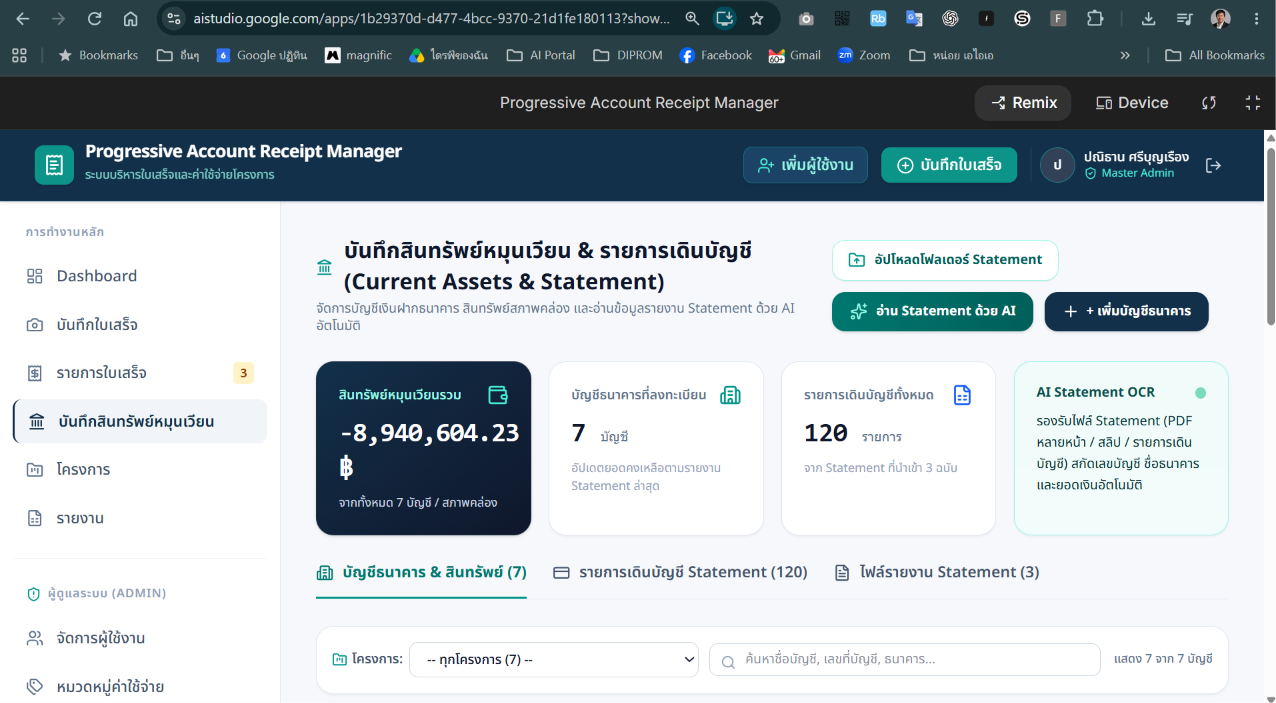 aistudio.google.com/apps/1b29370d-d477-4bcc-9370-21d1fe180113?show...
Bookmarks
อื่นๆ
6
Google ปฏิทิน
magnific
ไดรฟ์ของฉัน
AI Portal
DIPROM
Facebook
60+
Gmail
zm
Zoom
หน่อย เอไอเอ
All Bookmarks
Rb
F
Progressive Account Receipt Manager
Remix
Device
Progressive Account Receipt Manager
ระบบบริหารใบเสร็จและค่าใช้จ่ายโครงการ
เพิ่มผู้ใช้งาน
บันทึกใบเสร็จ
ป
ปณิธาน ศรีบุญเรือง
Master Admin
การทำงานหลัก
Dashboard
บันทึกใบเสร็จ
รายการใบเสร็จ
3
บันทึกสินทรัพย์หมุนเวียน
โครงการ
รายงาน
ผู้ดูแลระบบ (ADMIN)
จัดการผู้ใช้งาน
หมวดหมู่ค่าใช้จ่าย
บันทึกสินทรัพย์หมุนเวียน & รายการเดินบัญชี
(Current Assets & Statement)
จัดการบัญชีเงินฝากธนาคาร สินทรัพย์สภาพคล่อง และอ่านข้อมูลรายงาน Statement ด้วย AI
อัตโนมัติ
อัปโหลดโฟลเดอร์ Statement
อ่าน Statement ด้วย AI
+ เพิ่มบัญชีธนาคาร
สินทรัพย์หมุนเวียนรวม
-8,940,604.23
฿
จากทั้งหมด 7 บัญชี / สภาพคล่อง
บัญชีธนาคารที่ลงทะเบียน
7 บัญชี
อัปเดตยอดคงเหลือตามรายงาน
Statement ล่าสุด
รายการเดินบัญชีทั้งหมด
120 รายการ
จาก Statement ที่นำเข้า 3 ฉบับ
AI Statement OCR
รองรับไฟล์ Statement (PDF
หลายหน้า / สลิป / รายการเดิน
บัญชี) สกัดเลขบัญชี ชื่อธนาคาร
และยอดเงินอัตโนมัติ
บัญชีธนาคาร & สินทรัพย์ (7)
รายการเดินบัญชี Statement (120)
ไฟล์รายงาน Statement (3)
โครงการ:
-- ทุกโครงการ (7) --
ค้นหาชื่อบัญชี, เลขที่บัญชี, ธนาคาร...
แสดง 7 จาก 7 บัญชี